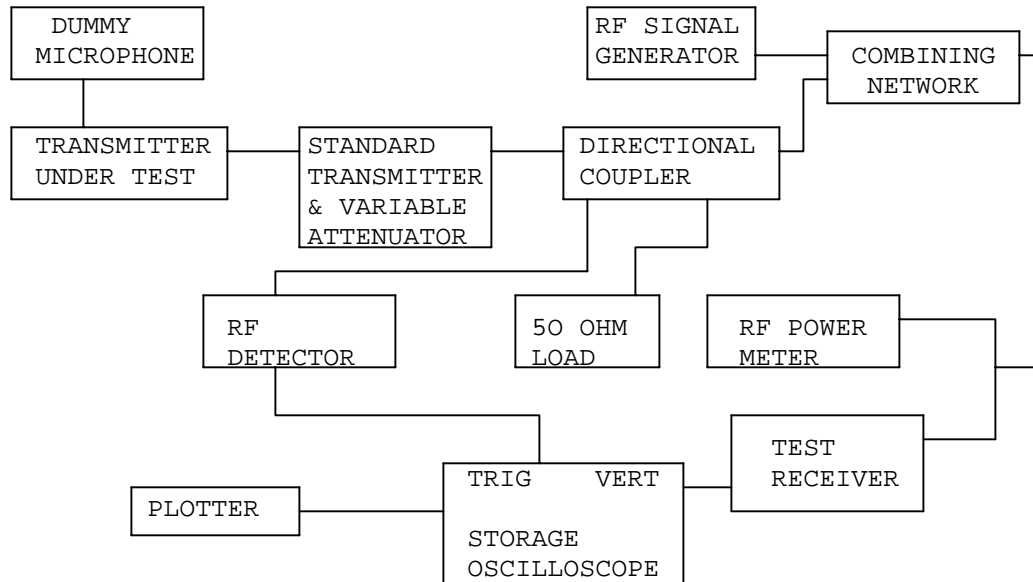 DUMMY
MICROPHONE
RF SIGNAL
GENERATOR
COMBINING
NETWORK
TRANSMITTER
UNDER TEST
STANDARD
TRANSMITTER
& VARIABLE
ATTENUATOR
DIRECTIONAL
COUPLER
RF
DETECTOR
50 OHM
LOAD
RF POWER
METER
TEST
RECEIVER
TRIG VERT
STORAGE
OSCILLOSCOPE
PLOTTER